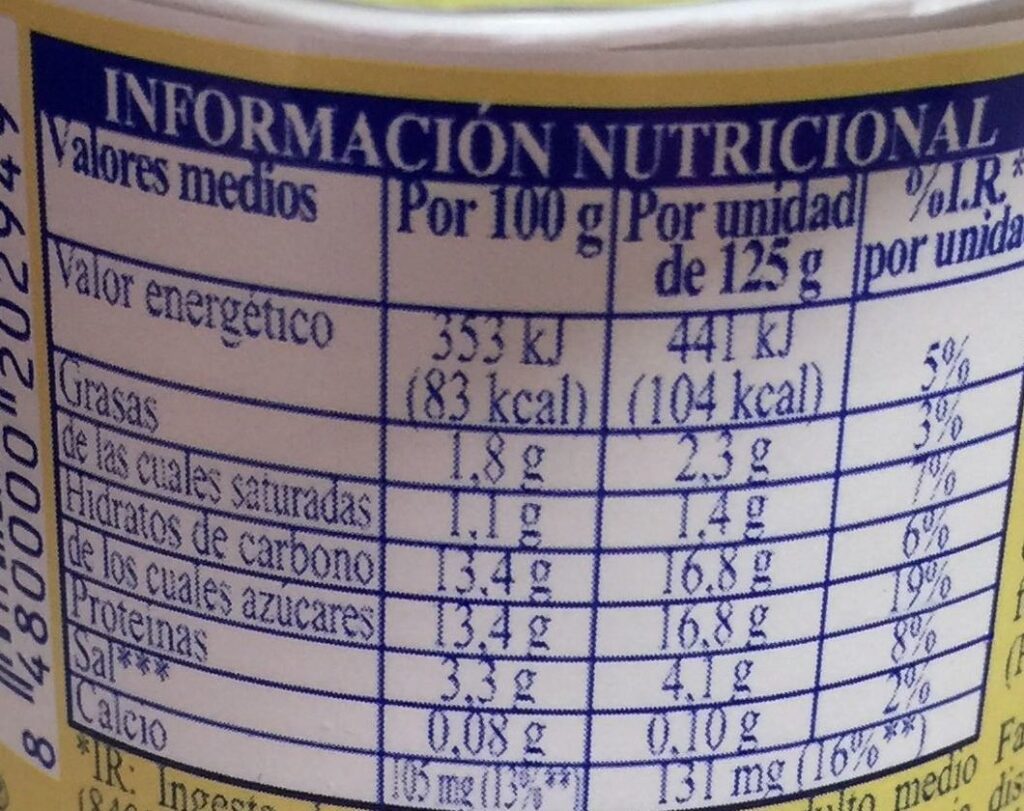 INFORMACIÓN NUTRICIONAL
Valores medios Por 100 g Por unidad de 125 g %I.R.* por unida
Valor energético 353 kJ (83 kcal) 441 kJ (104 kcal) 5%
Grasas 1,8 g 2,3 g 3%
de las cuales saturadas 1,1 g 1,4 g 7%
Hidratos de carbono 13,4 g 16,8 g 6%
de los cuales azúcares 13,4 g 16,8 g 19%
Proteínas 3,3 g 4,1 g 8%
Sal*** 0,08 g 0,10 g 2%
Calcio 105 mg (13%**) 131 mg (16%**)
*IR: Ingesta medio
8 480000 202949